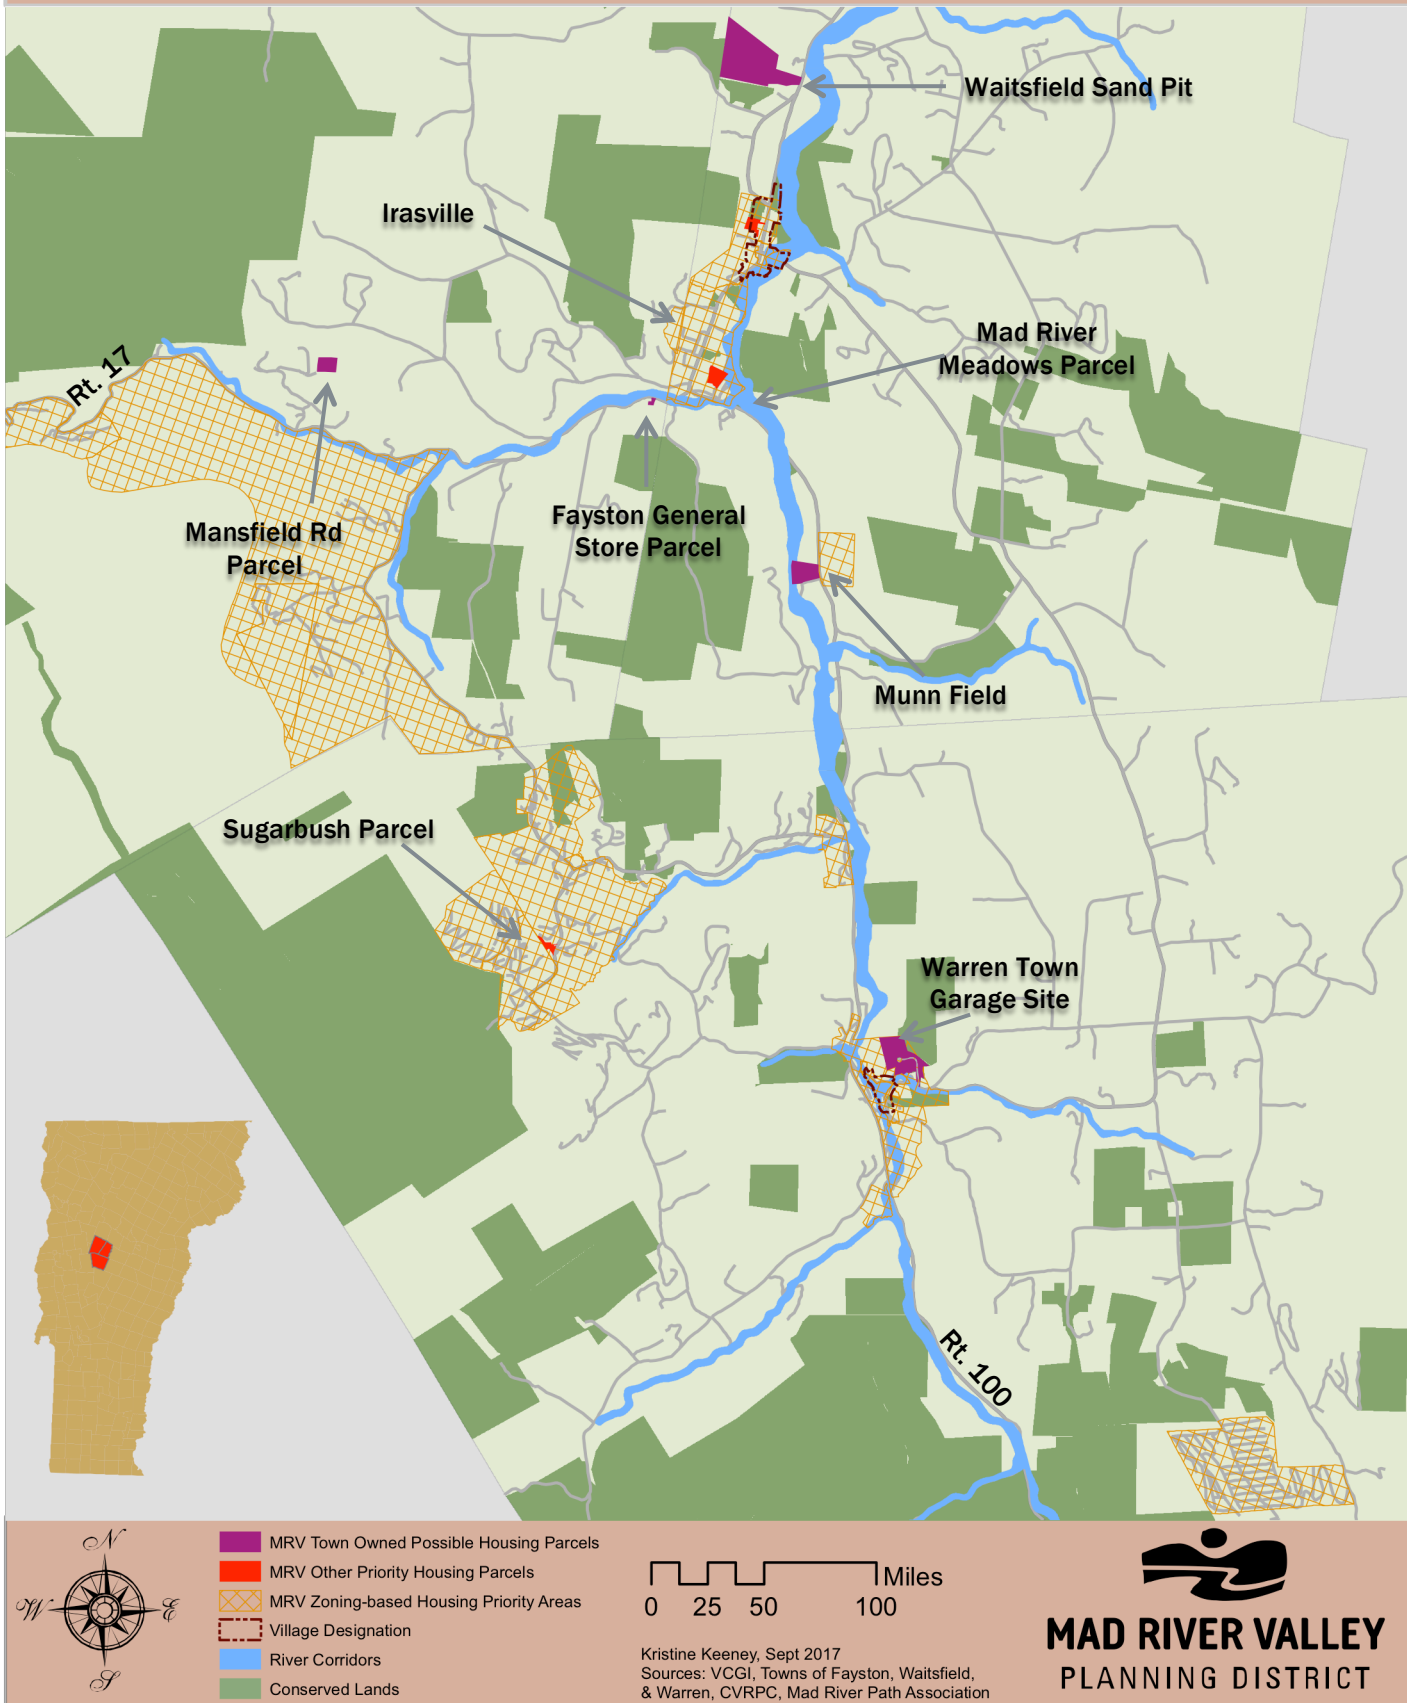 Waitsfield Sand Pit
Irasville
Mad River
Meadows Parcel
Rt. 17
Mansfield Rd
Parcel
Fayston General
Store Parcel
Munn Field
Sugarbush Parcel
Warren Town
Garage Site
Rt. 100
N
W
E
S
MRV Town Owned Possible Housing Parcels
MRV Other Priority Housing Parcels
MRV Zoning-based Housing Priority Areas
Village Designation
River Corridors
Conserved Lands
Miles
0 25 50 100
Kristine Keeney, Sept 2017
Sources: VCGI, Towns of Fayston, Waitsfield,
& Warren, CVRPC, Mad River Path Association
MAD RIVER VALLEY
PLANNING DISTRICT